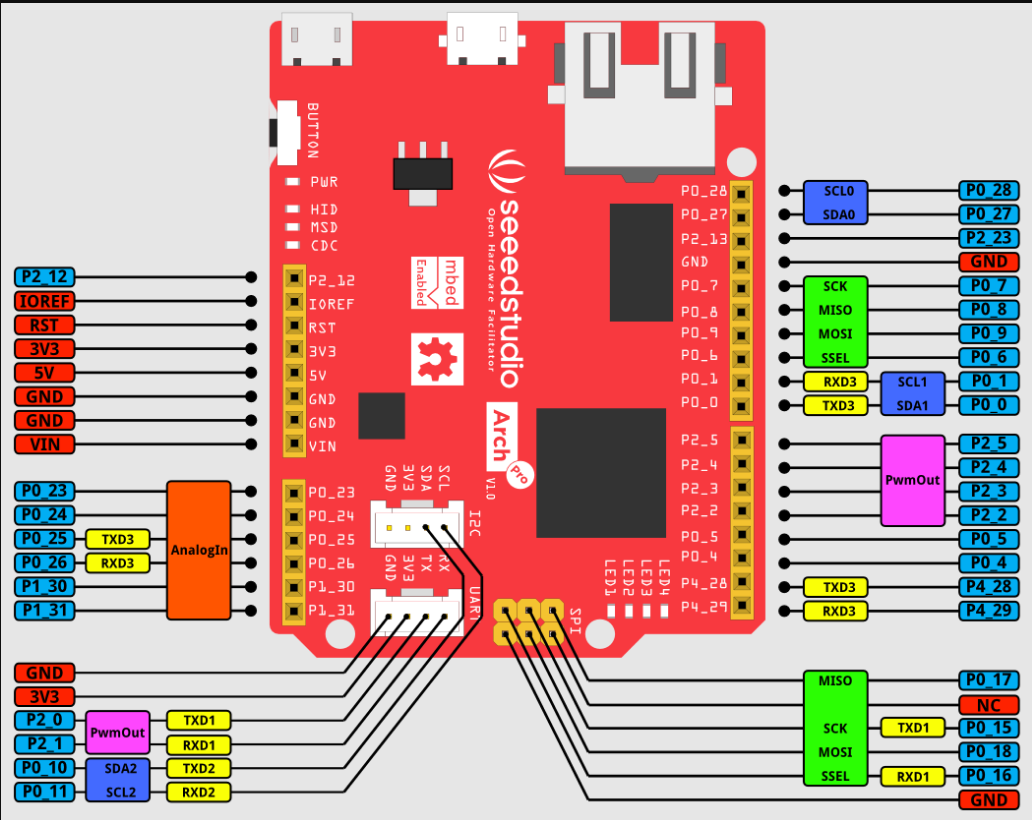 BUTTON
PWR
HID
MSD
CDC
mbed
Enabled
seeedstudio
Open Hardware Facilitator
Arch
Pro
V1.0
P2_12
IOREF
RST
3V3
5V
GND
GND
VIN
P2_12
IOREF
RST
3V3
5V
GND
GND
VIN
P0_23
P0_24
P0_25 TXD3
P0_26 RXD3
P1_30
P1_31
AnalogIn
P0_23
P0_24
P0_25
P0_26
P1_30
P1_31
GND 3V3 SDA SCL
I2C
GND 3V3 TX RX
UART
GND
3V3
P2_0 TXD1
P2_1 RXD1
PwmOut
P0_10 SDA2 TXD2
P0_11 SCL2 RXD2
P0_28
P0_27
P2_13
GND
P0_7
P0_8
P0_9
P0_6
P0_1
P0_0
P2_5
P2_4
P2_3
P2_2
P0_5
P0_4
P4_28
P4_29
LED1 LED2 LED3 LED4
SPI
SCL0 P0_28
SDA0 P0_27
P2_23
GND
SCK P0_7
MISO P0_8
MOSI P0_9
SSEL P0_6
RXD3 SCL1 P0_1
TXD3 SDA1 P0_0
P2_5
P2_4
PwmOut
P2_3
P2_2
P0_5
P0_4
TXD3 P4_28
RXD3 P4_29
MISO P0_17
NC
SCK TXD1 P0_15
MOSI P0_18
SSEL RXD1 P0_16
GND